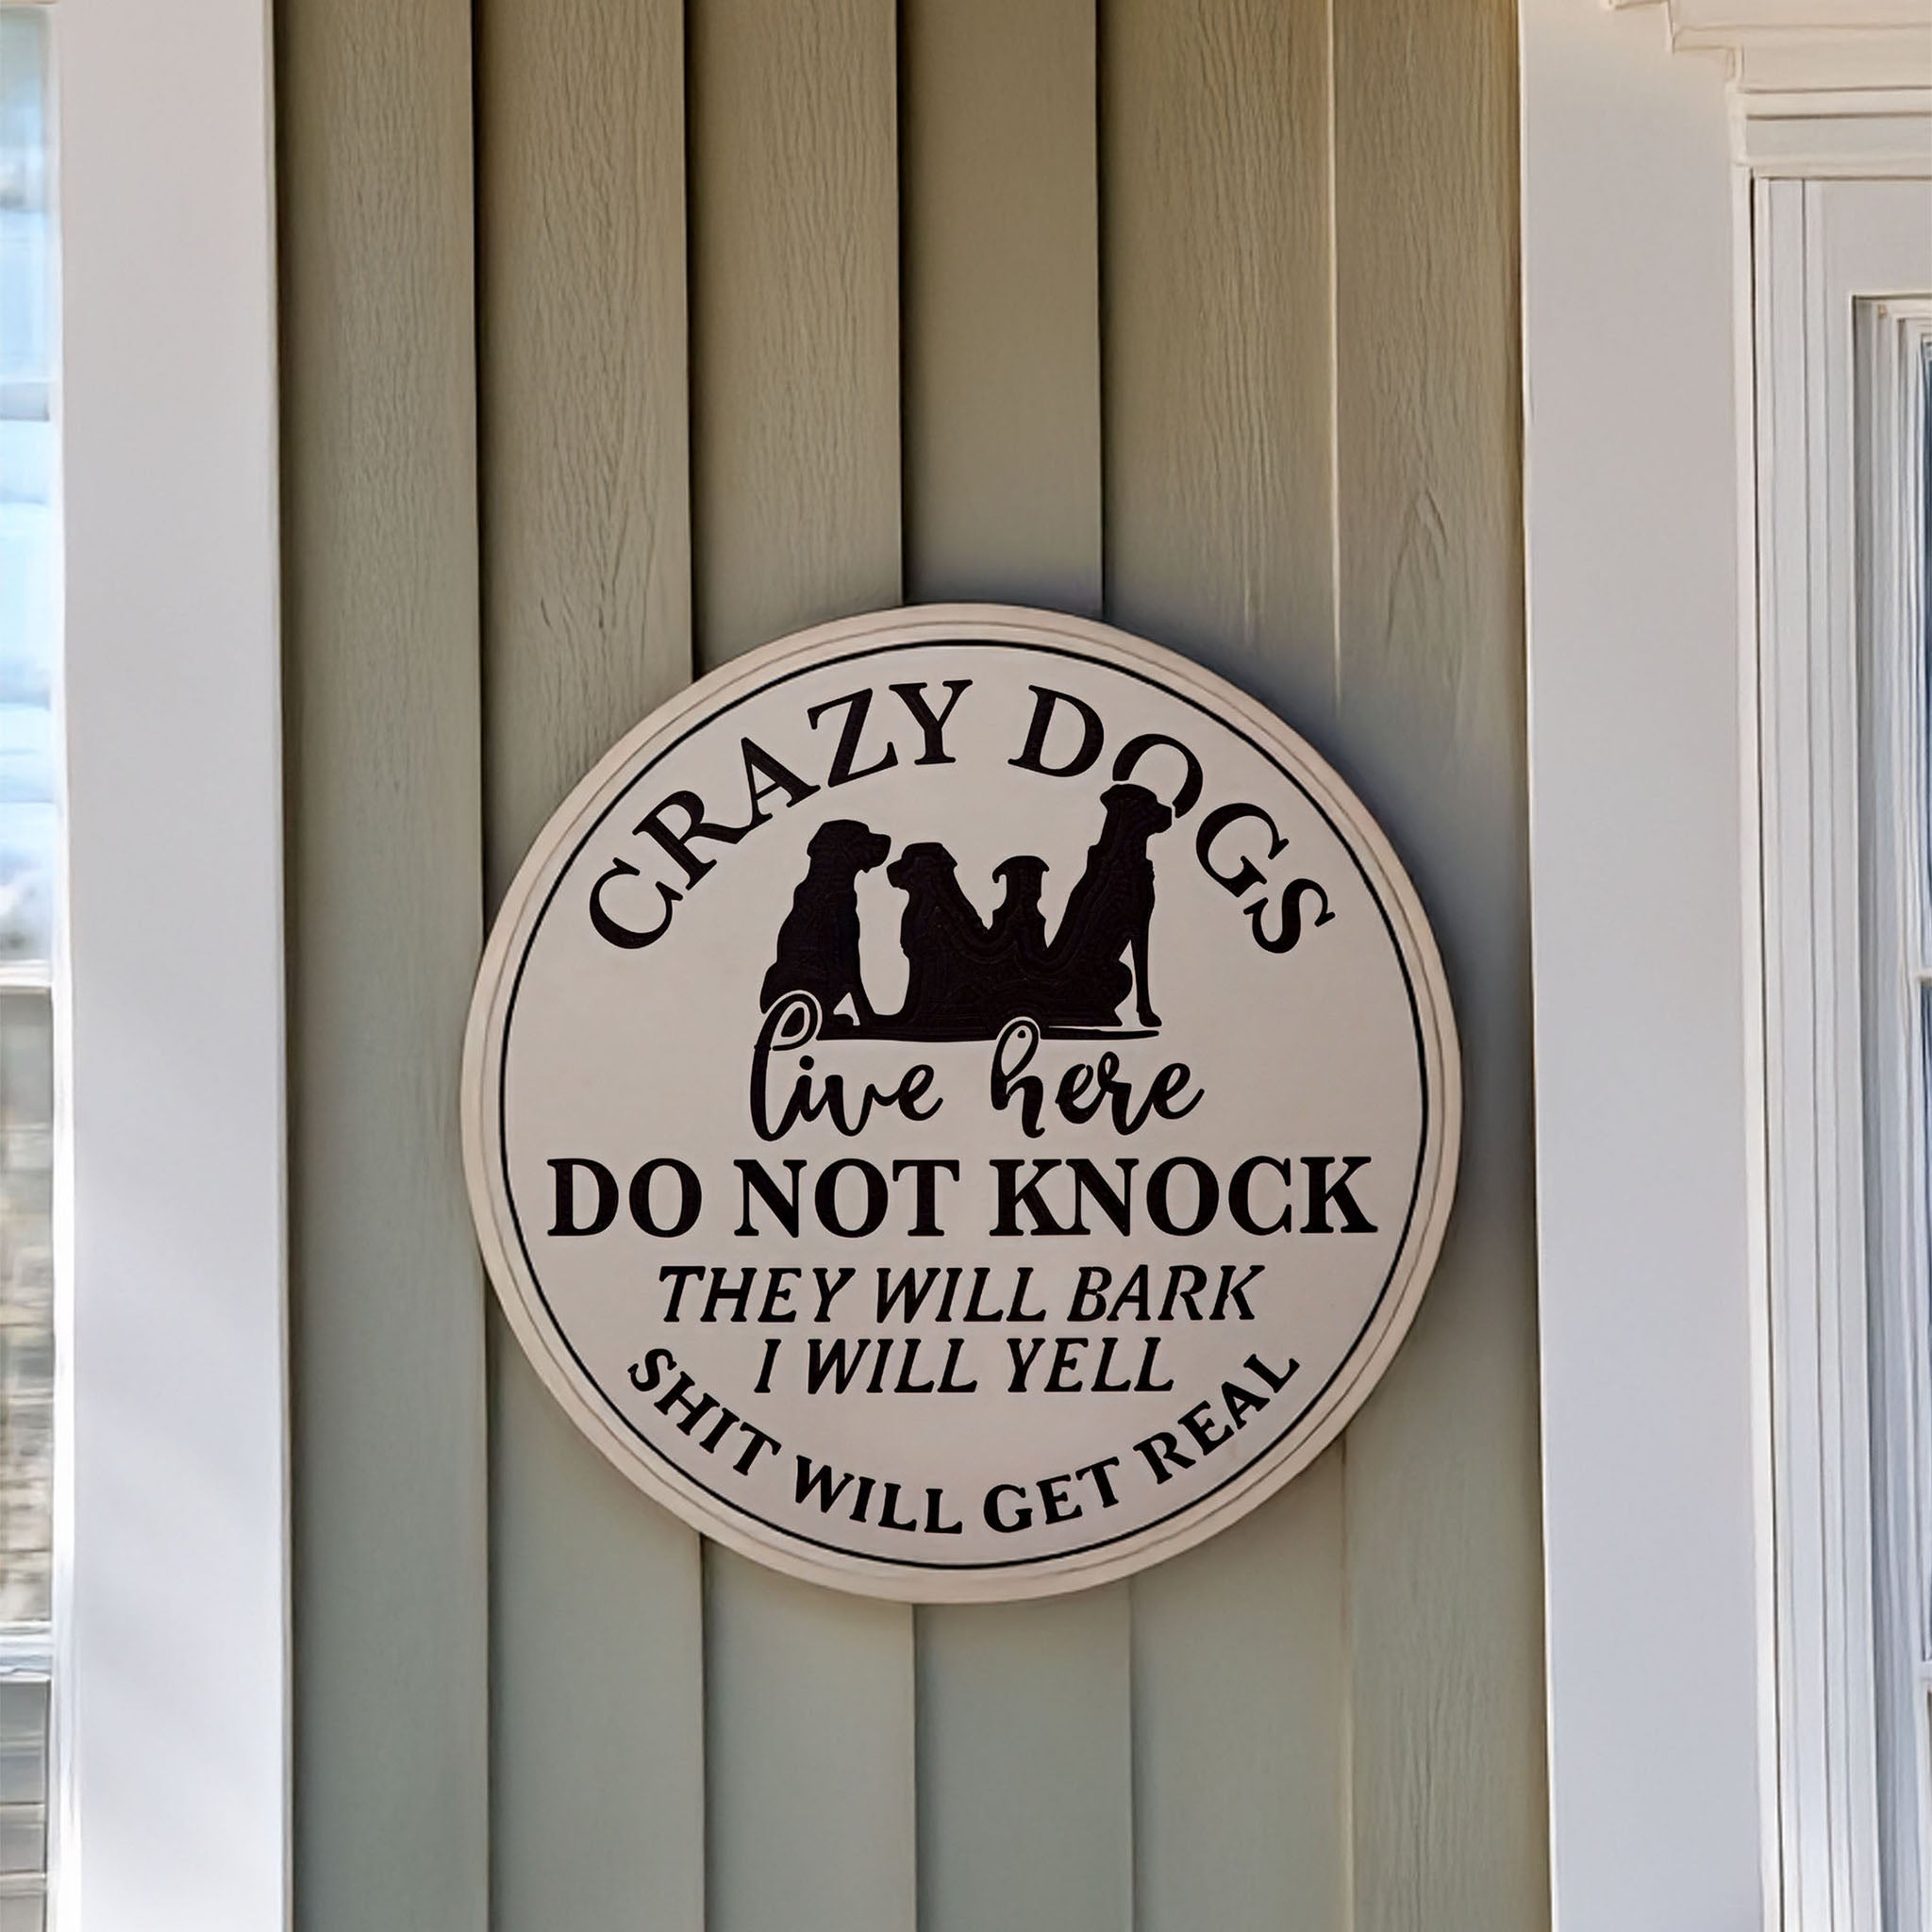 CRAZY DOGS
live here
DO NOT KNOCK
THEY WILL BARK
I WILL YELL
SHIT WILL GET REAL